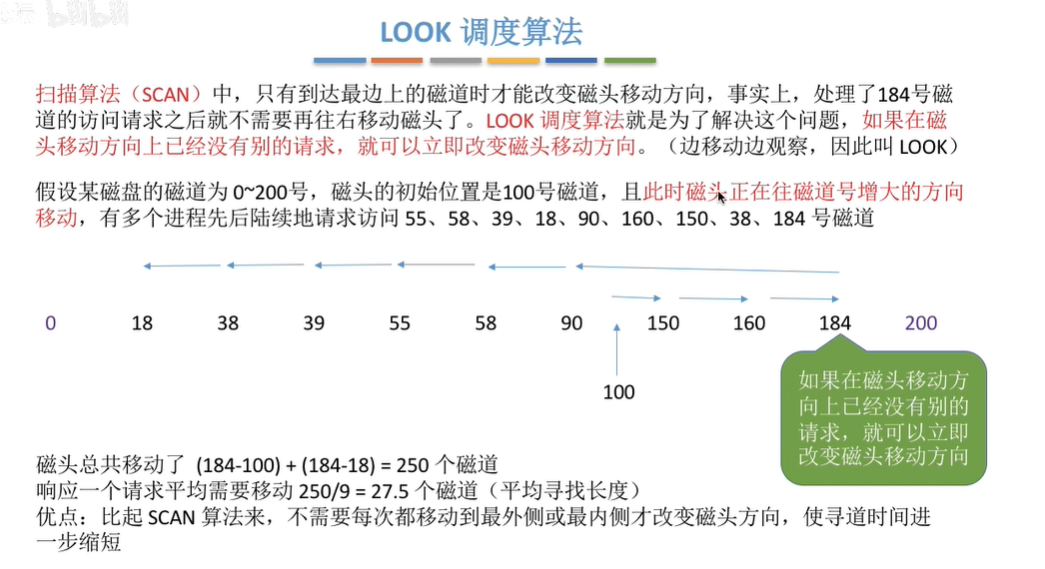 bilibili
LOOK 调度算法
扫描算法（SCAN）中，只有到达最边上的磁道时才能改变磁头移动方向，事实上，处理了184号磁
道的访问请求之后就不需要再往右移动磁头了。LOOK 调度算法就是为了解决这个问题，如果在磁
头移动方向上已经没有别的请求，就可以立即改变磁头移动方向。（边移动边观察，因此叫 LOOK）
假设某磁盘的磁道为 0~200号，磁头的初始位置是100号磁道，且此时磁头正在往磁道号增大的方向
移动，有多个进程先后陆续地请求访问 55、58、39、18、90、160、150、38、184 号磁道
0 18 38 39 55 58 90 150 160 184 200
100
如果在磁头移动方
向上已经没有别的
请求，就可以立即
改变磁头移动方向
磁头总共移动了 (184-100) + (184-18) = 250 个磁道
响应一个请求平均需要移动 250/9 = 27.5 个磁道（平均寻找长度）
优点：比起 SCAN 算法来，不需要每次都移动到最外侧或最内侧才改变磁头方向，使寻道时间进
一步缩短